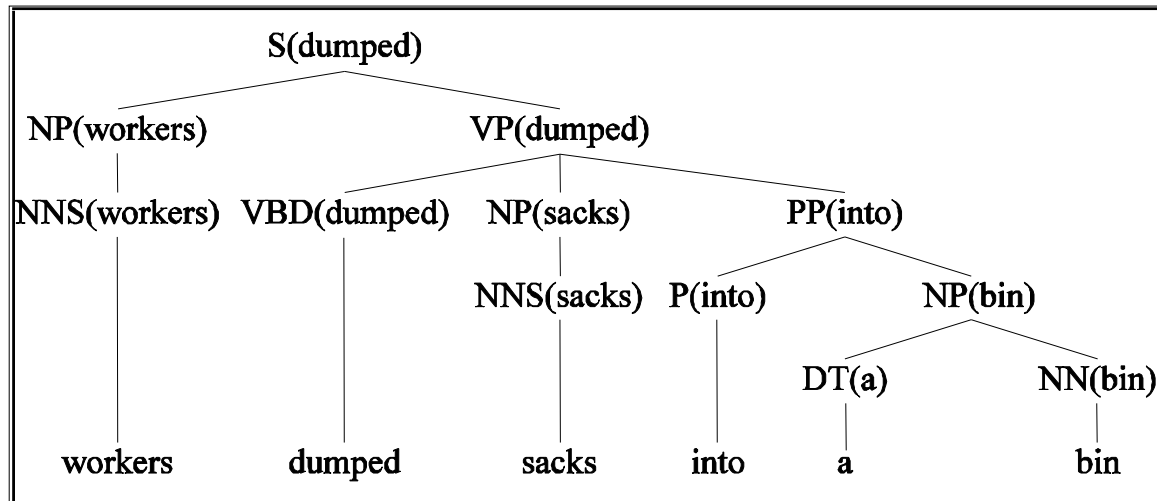 S(dumped)
NP(workers) VP(dumped)
NNS(workers) VBD(dumped) NP(sacks) PP(into)
NNS(sacks) P(into) NP(bin)
DT(a) NN(bin)
workers dumped sacks into a bin